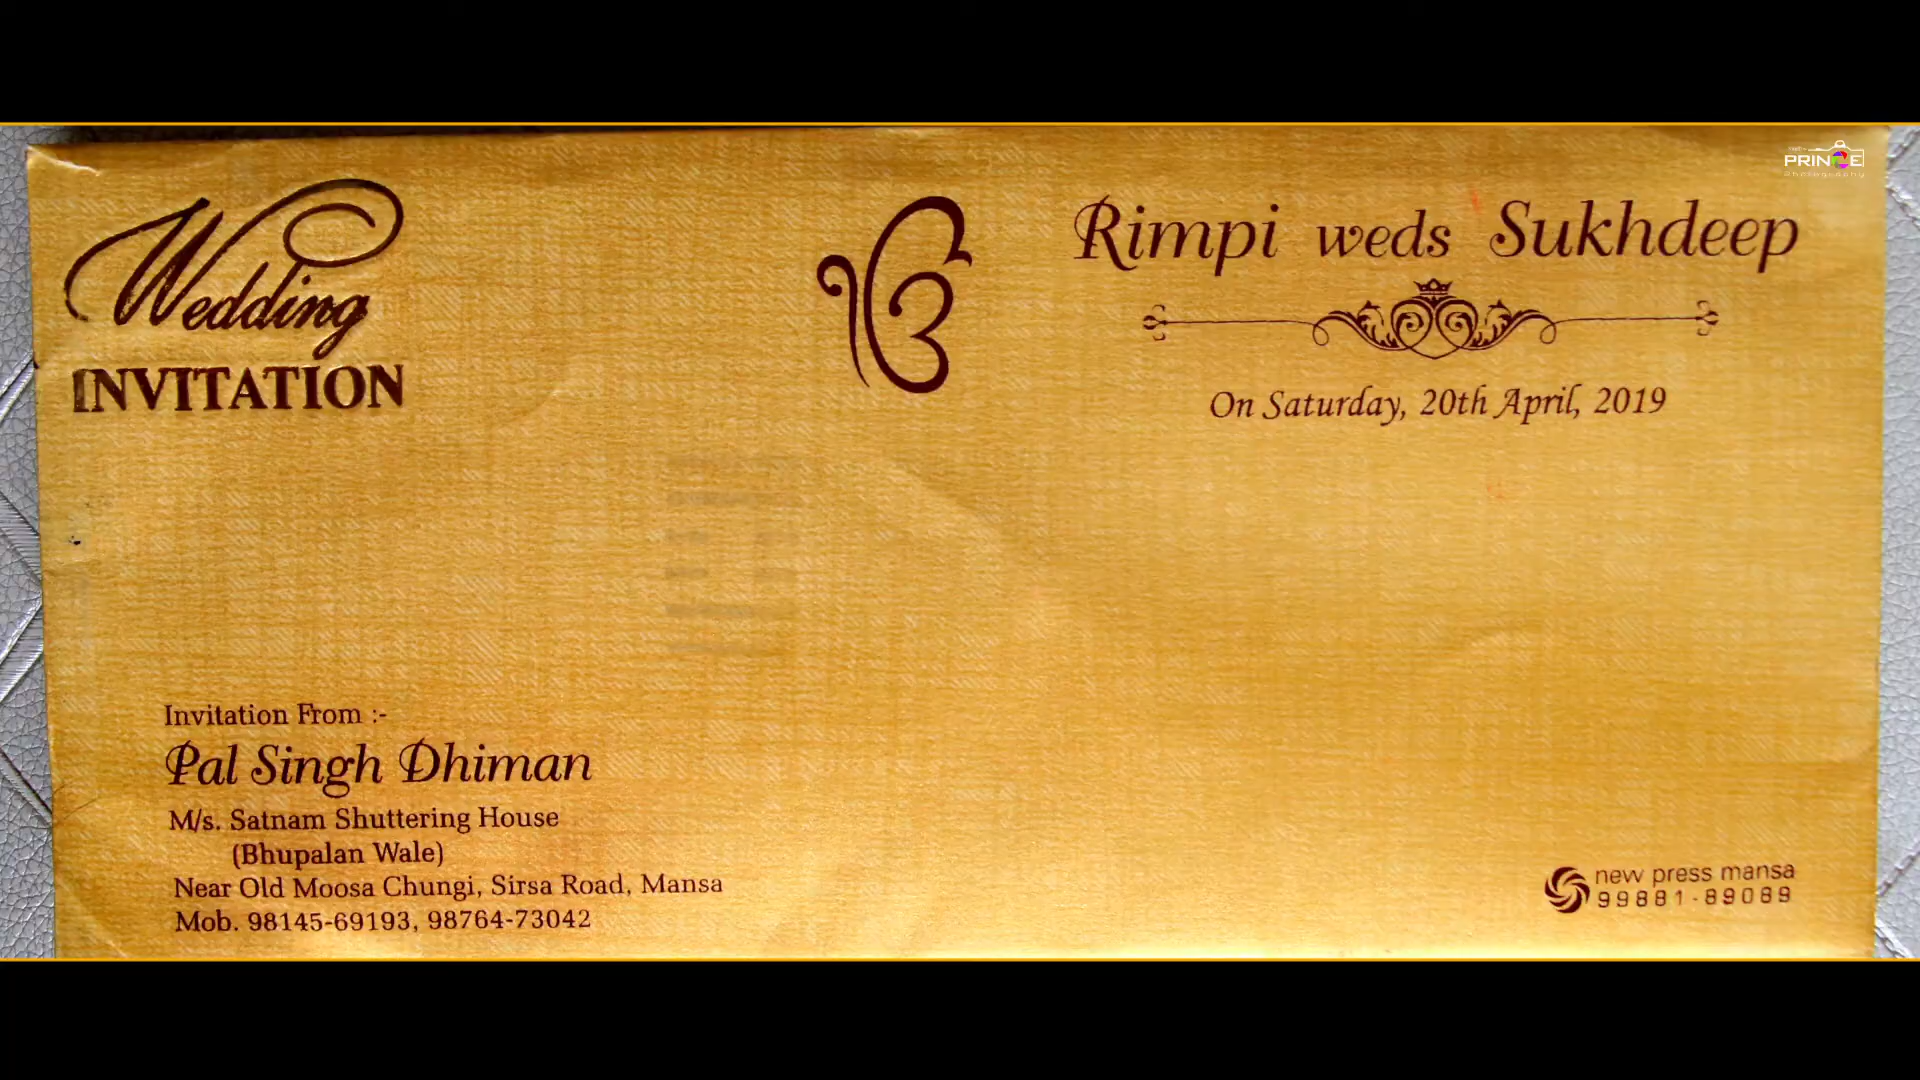 Wedding
INVITATION
ੴ
Rimpi weds Sukhdeep
On Saturday, 20th April, 2019
Invitation From :-
Pal Singh Dhiman
M/s. Satnam Shuttering House
(Bhupalan Wale)
Near Old Moosa Chungi, Sirsa Road, Mansa
Mob. 98145-69193, 98764-73042
new press mansa
99881-89089
PRINCE
Photography